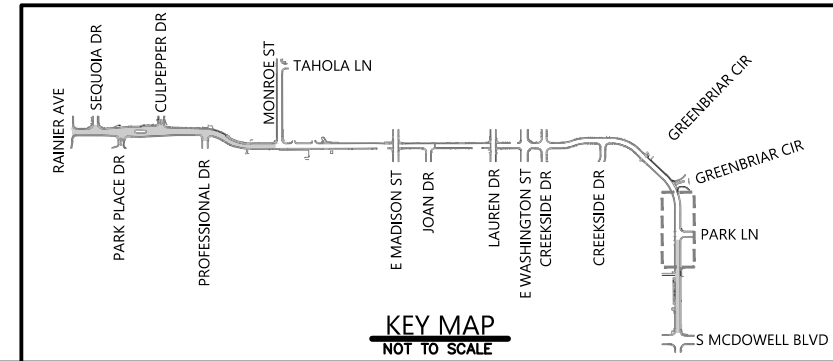 RAINIER AVE
SEQUOIA DR
CULPEPPER DR
MONROE ST
TAHOLA LN
GREENBRIAR CIR
GREENBRIAR CIR
PARK PLACE DR
PROFESSIONAL DR
E MADISON ST
JOAN DR
LAUREN DR
E WASHINGTON ST
CREEKSIDE DR
CREEKSIDE DR
PARK LN
S MCDOWELL BLVD
KEY MAP
NOT TO SCALE